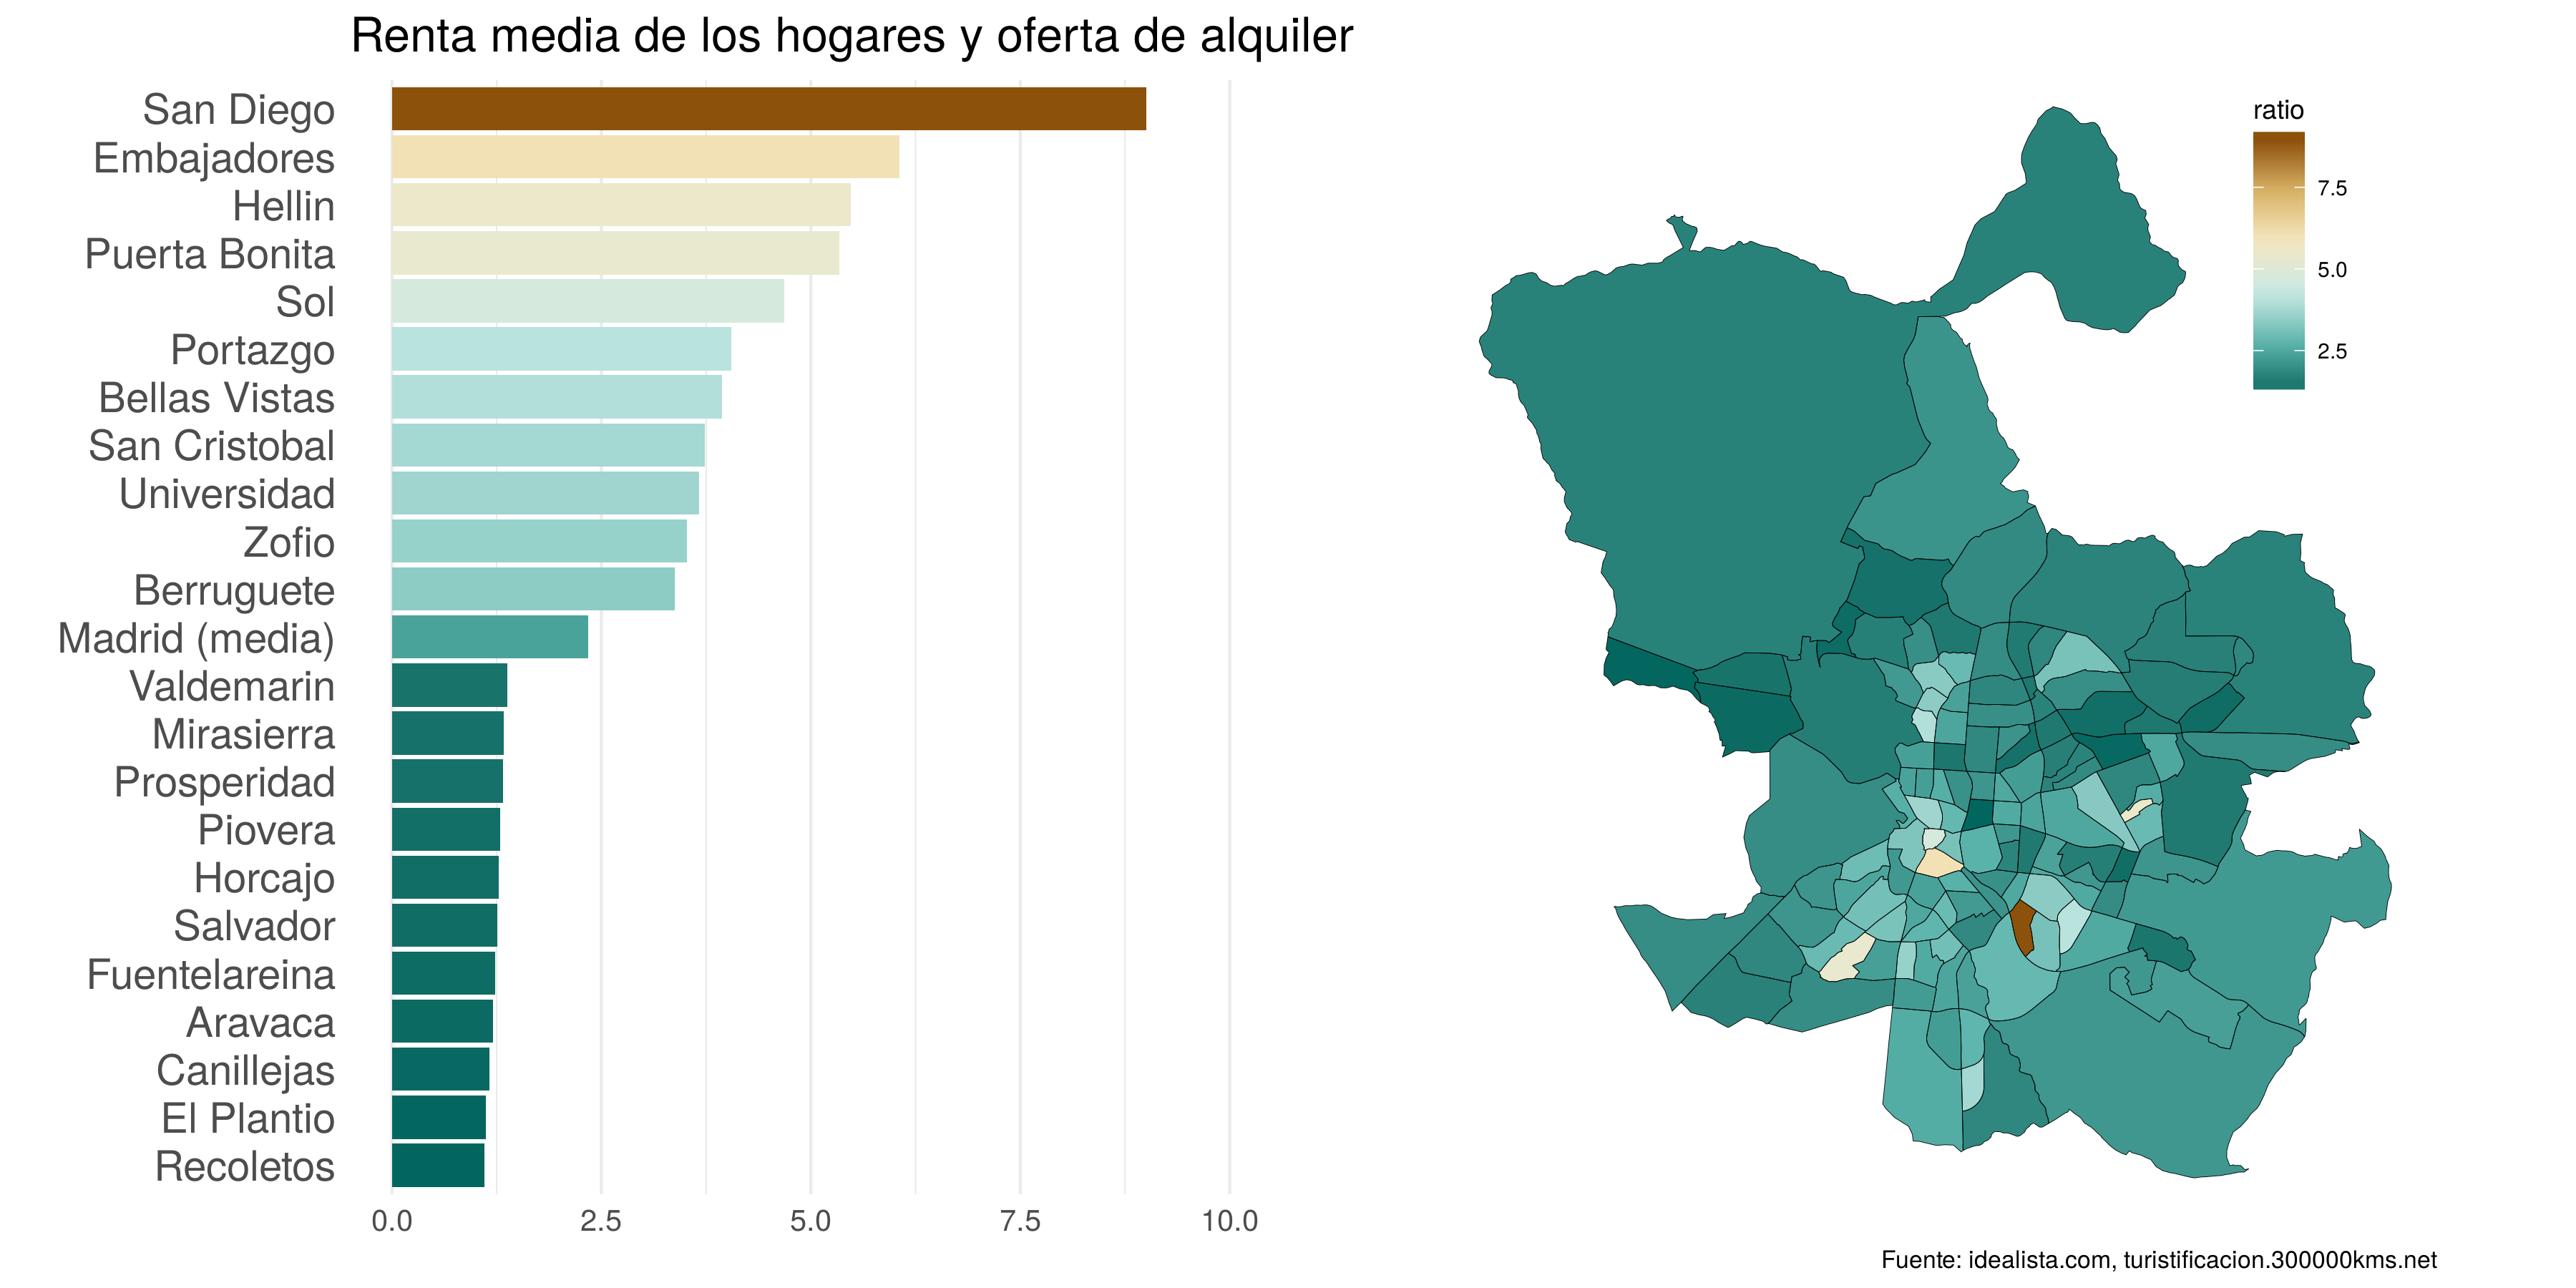 Renta media de los hogares y oferta de alquiler
San Diego
Embajadores
Hellin
Puerta Bonita
Sol
Portazgo
Bellas Vistas
San Cristobal
Universidad
Zofio
Berruguete
Madrid (media)
Valdemarin
Mirasierra
Prosperidad
Piovera
Horcajo
Salvador
Fuentelareina
Aravaca
Canillejas
El Plantio
Recoletos
0.0 2.5 5.0 7.5 10.0
ratio
7.5
5.0
2.5
Fuente: idealista.com, turistificacion.300000kms.net